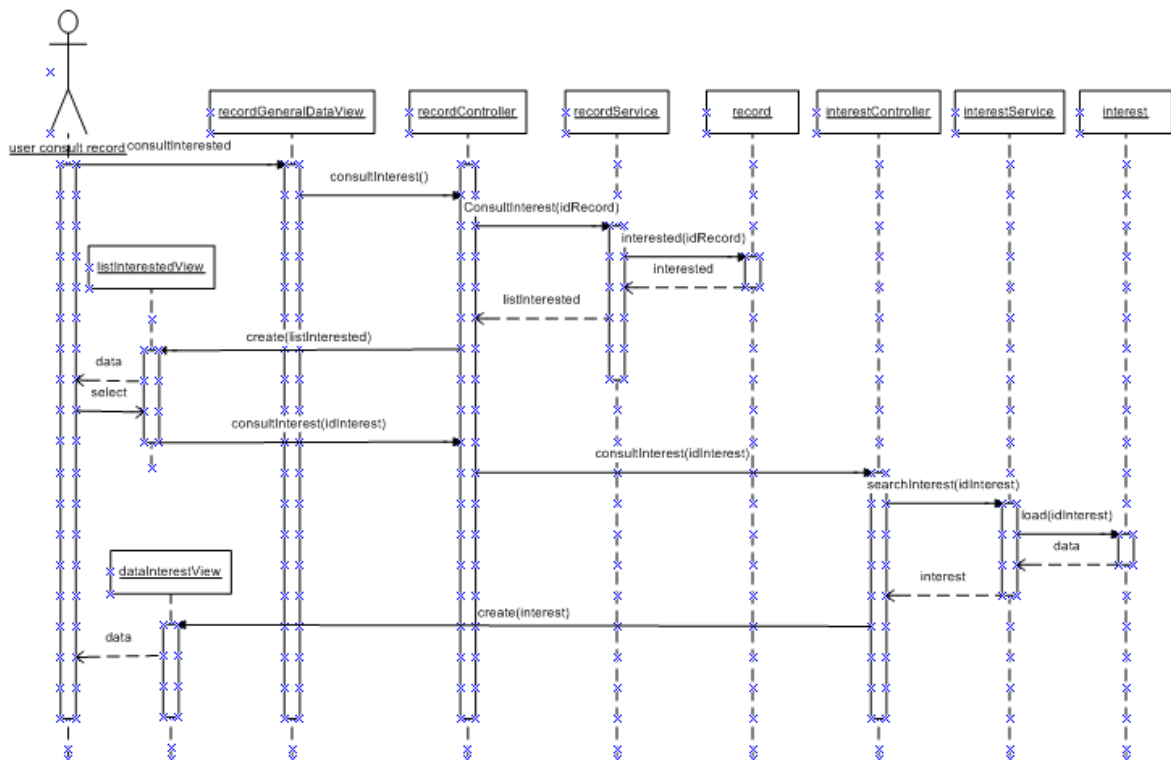 recordGeneralDataView
recordController
recordService
record
interestController
interestService
interest
user consult record
consultInterested
consultInterest()
ConsultInterest(idRecord)
interested(idRecord)
listInterestedView
interested
listInterested
create(listInterested)
data
select
consultInterest(idInterest)
consultInterest(idInterest)
searchInterest(idInterest)
load(idInterest)
data
dataInterestView
interest
create(interest)
data